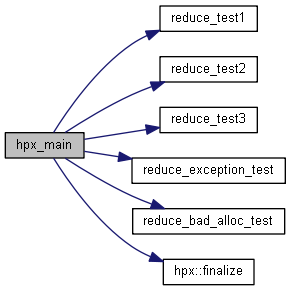 reduce_test1
reduce_test2
reduce_test3
hpx_main
reduce_exception_test
reduce_bad_alloc_test
hpx::finalize